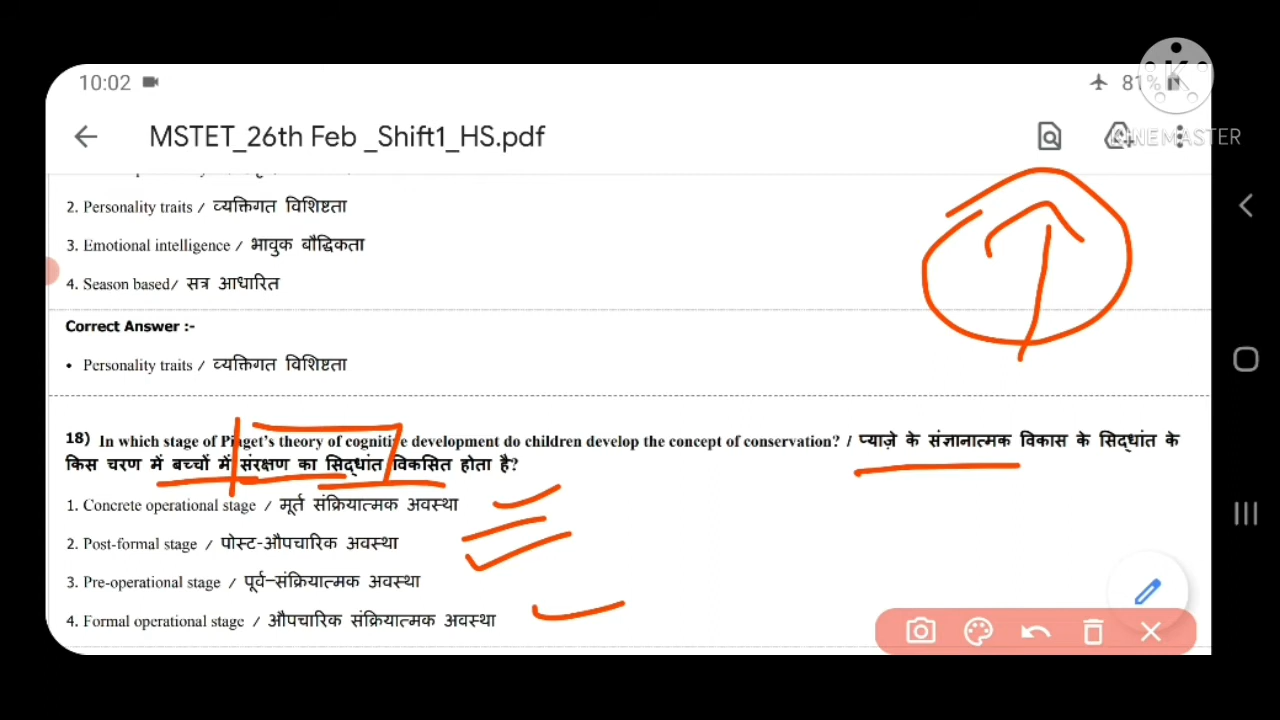 10:02
81%
MSTET_26th Feb _Shift1_HS.pdf
KINEMASTER
2. Personality traits / व्यक्तिगत विशिष्टता
3. Emotional intelligence / भावुक बौद्धिकता
4. Season based/ सत्र आधारित
Correct Answer :-
• Personality traits / व्यक्तिगत विशिष्टता
18) In which stage of Piaget's theory of cognitive development do children develop the concept of conservation? / प्याज़े के संज्ञानात्मक विकास के सिद्धांत के
किस चरण में बच्चों में संरक्षण का सिद्धांत विकसित होता है?
1. Concrete operational stage / मूर्त संक्रियात्मक अवस्था
2. Post-formal stage / पोस्ट-औपचारिक अवस्था
3. Pre-operational stage / पूर्व–संक्रियात्मक अवस्था
4. Formal operational stage / औपचारिक संक्रियात्मक अवस्था